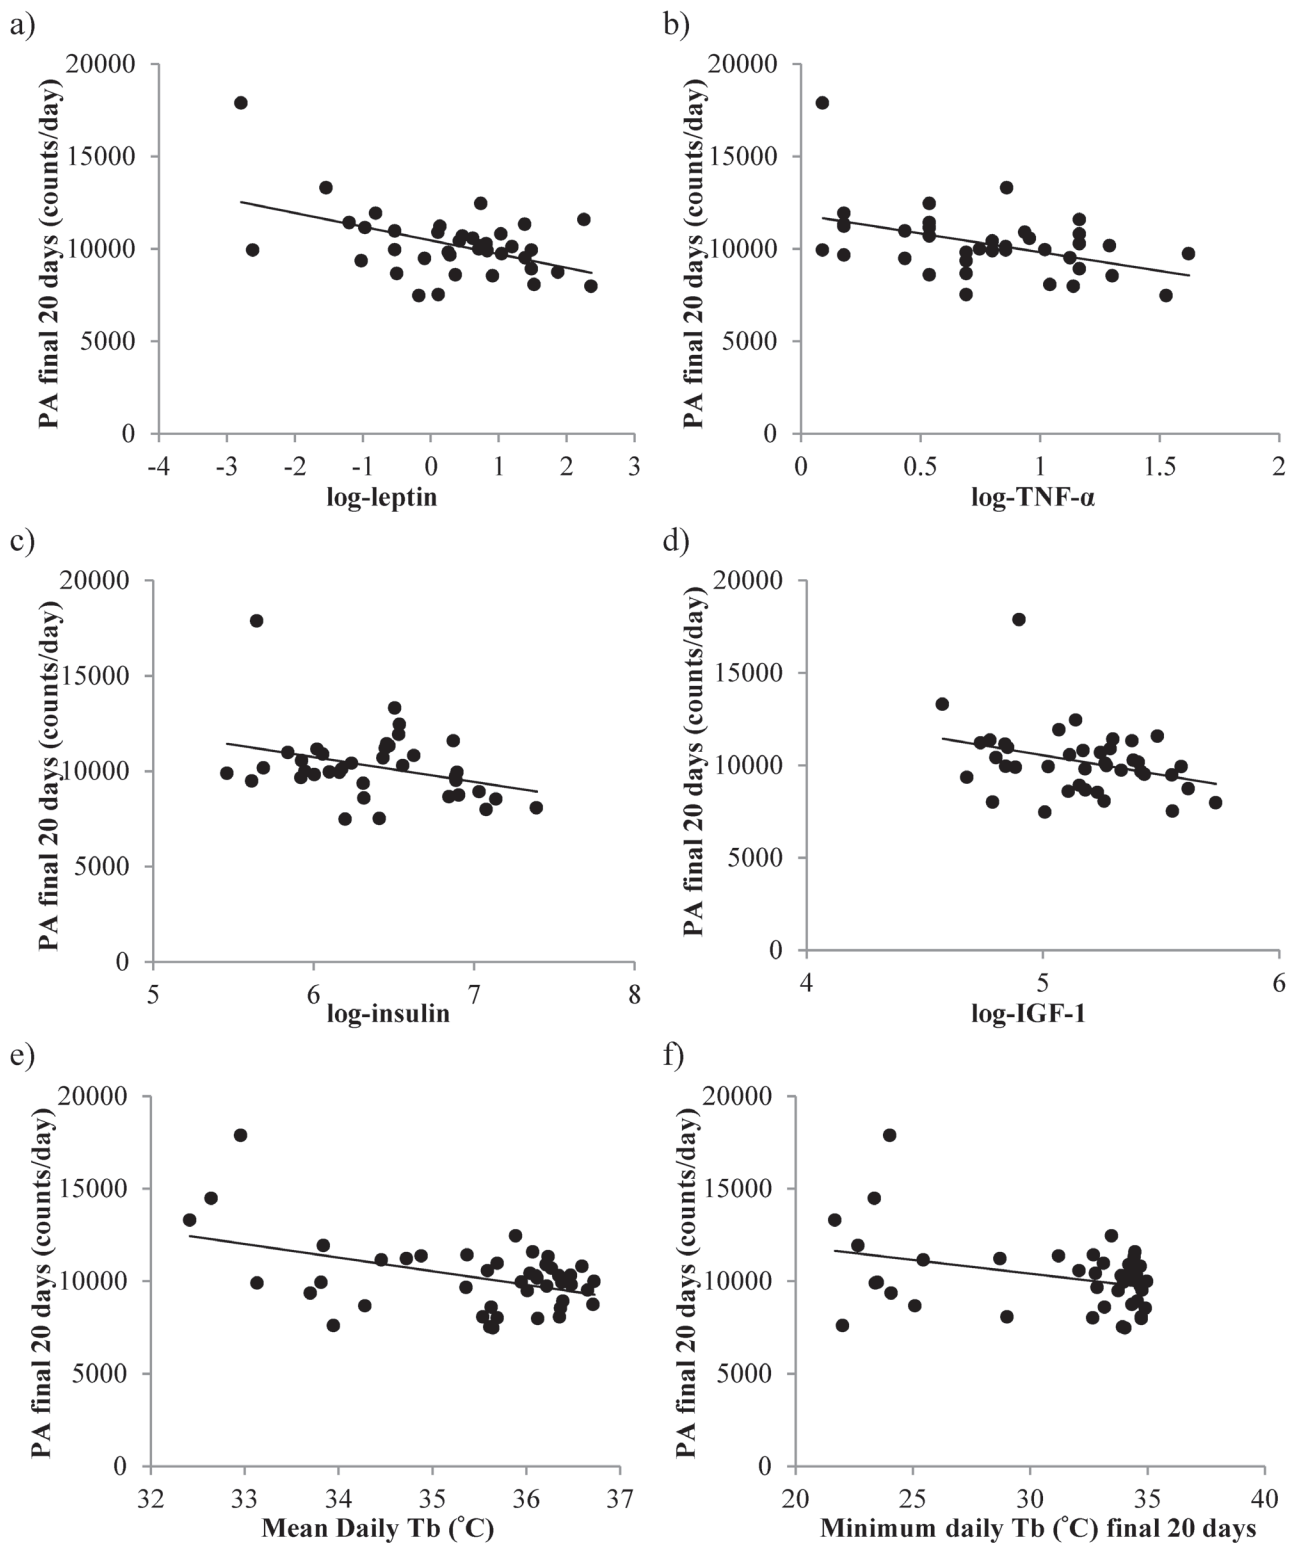 a)
PA final 20 days (counts/day)
20000
15000
10000
5000
0
-4 -3 -2 -1 0 1 2 3
log-leptin
b)
PA final 20 days (counts/day)
20000
15000
10000
5000
0
0 0.5 1 1.5 2
log-TNF-α
c)
PA final 20 days (counts/day)
20000
15000
10000
5000
0
5 6 7 8
log-insulin
d)
PA final 20 days (counts/day)
20000
15000
10000
5000
0
4 5 6
log-IGF-1
e)
PA final 20 days (counts/day)
20000
15000
10000
5000
0
32 33 34 35 36 37
Mean Daily Tb (°C)
f)
PA final 20 days (counts/day)
20000
15000
10000
5000
0
20 25 30 35 40
Minimum daily Tb (°C) final 20 days